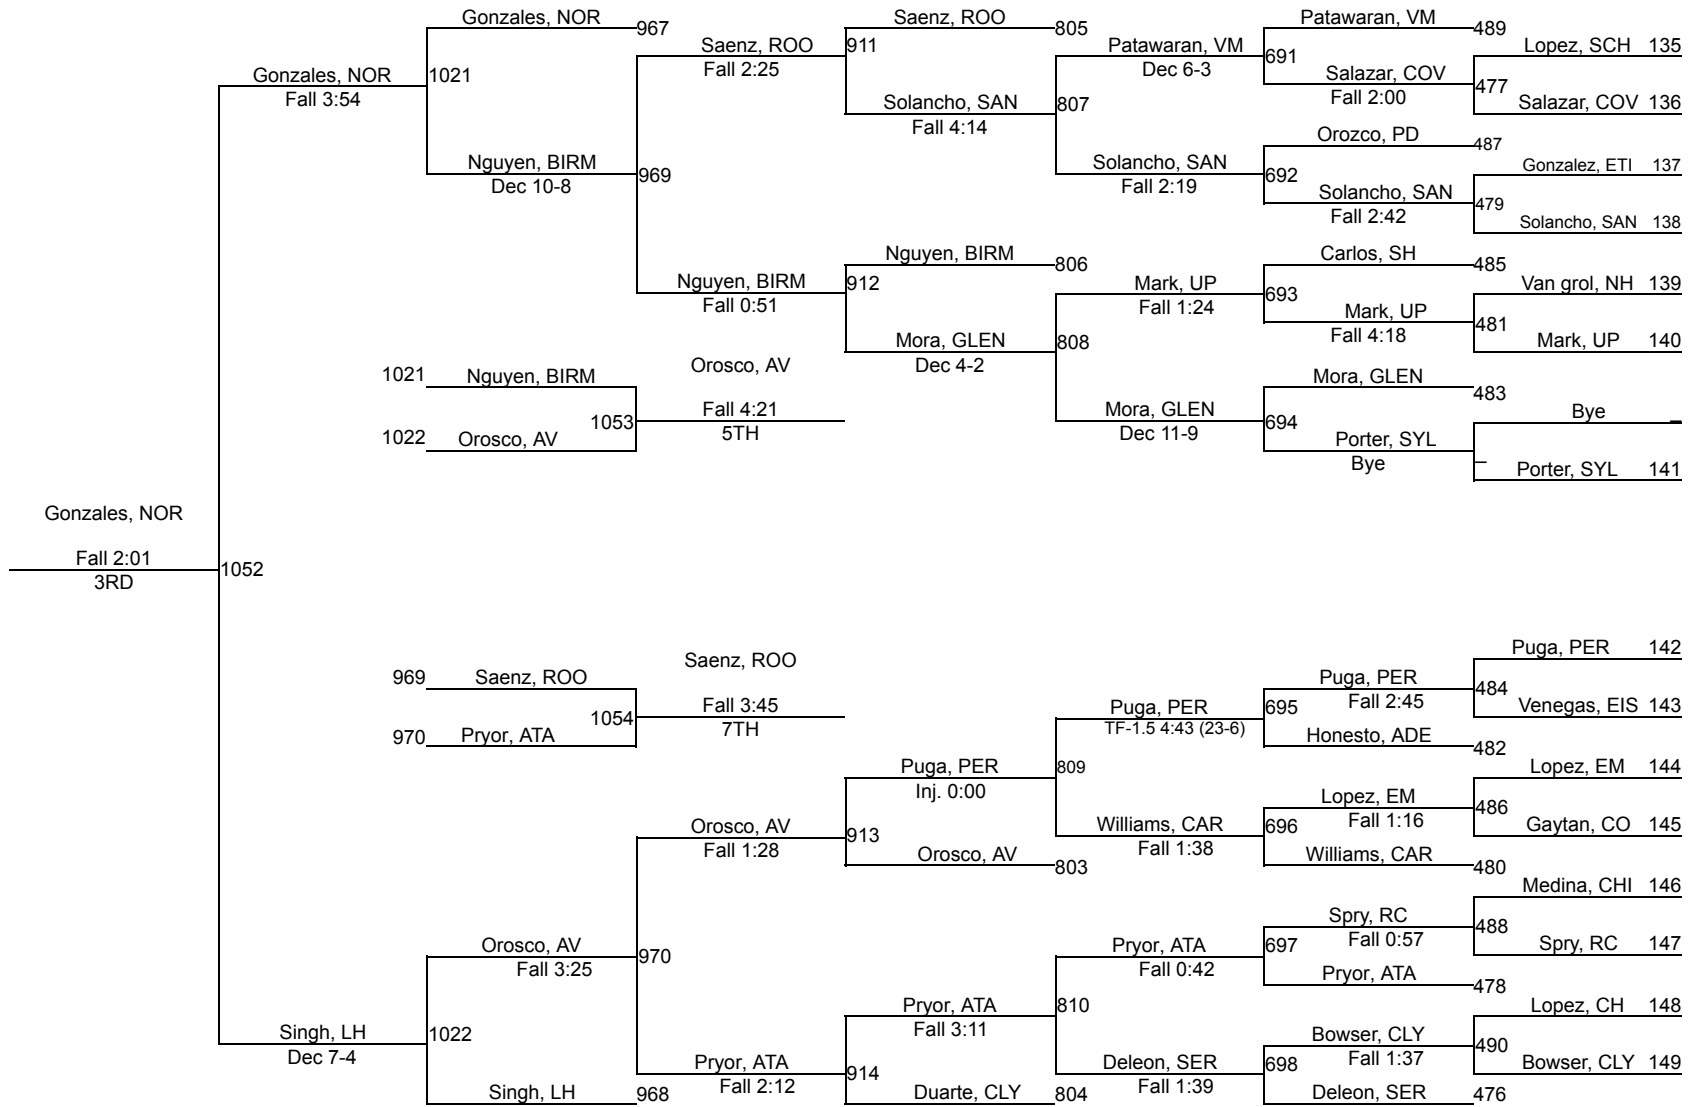 Gonzales, NOR
967
Saenz, ROO
805
Patawaran, VM
489
Saenz, ROO
911
Patawaran, VM
691
Lopez, SCH 135
Fall 2:25
Dec 6-3
Gonzales, NOR
1021
Salazar, COV
477
Fall 3:54
Solancho, SAN
807
Fall 2:00
Salazar, COV 136
Fall 4:14
Orozco, PD
487
Nguyen, BIRM
969
Solancho, SAN
692
Gonzalez, ETI 137
Dec 10-8
Fall 2:19
Solancho, SAN
479
Fall 2:42
Solancho, SAN 138
Nguyen, BIRM
806
Carlos, SH
485
Nguyen, BIRM
912
Mark, UP
693
Van grol, NH 139
Fall 0:51
Fall 1:24
Mark, UP
481
Mora, GLEN
808
Fall 4:18
Mark, UP 140
Dec 4-2
Orosco, AV
1021
Nguyen, BIRM
Mora, GLEN
483
Fall 4:21
Mora, GLEN
694
Bye
_
1053
5TH
Dec 11-9
1022
Orosco, AV
Porter, SYL
_
Bye
Porter, SYL 141
Gonzales, NOR
Fall 2:01
1052
3RD
Puga, PER 142
Saenz, ROO
969
Saenz, ROO
Puga, PER
484
Fall 2:45
Fall 3:45
Puga, PER
695
Venegas, EIS 143
1054
7TH
TF-1.5 4:43 (23-6)
970
Pryor, ATA
Honesto, ADE
482
Puga, PER
809
Lopez, EM 144
Inj. 0:00
Lopez, EM
486
Orosco, AV
913
Williams, CAR
696
Fall 1:16
Gaytan, CO 145
Fall 1:28
Fall 1:38
Orosco, AV
803
Williams, CAR
480
Medina, CHI 146
Spry, RC
488
Orosco, AV
970
Pryor, ATA
697
Fall 0:57
Spry, RC 147
Fall 3:25
Fall 0:42
Pryor, ATA
478
Pryor, ATA
810
Lopez, CH 148
Singh, LH
1022
Fall 3:11
Bowser, CLY
490
Dec 7-4
Pryor, ATA
914
Deleon, SER
698
Fall 1:37
Bowser, CLY 149
Fall 2:12
Fall 1:39
Singh, LH
968
Duarte, CLY
804
Deleon, SER
476